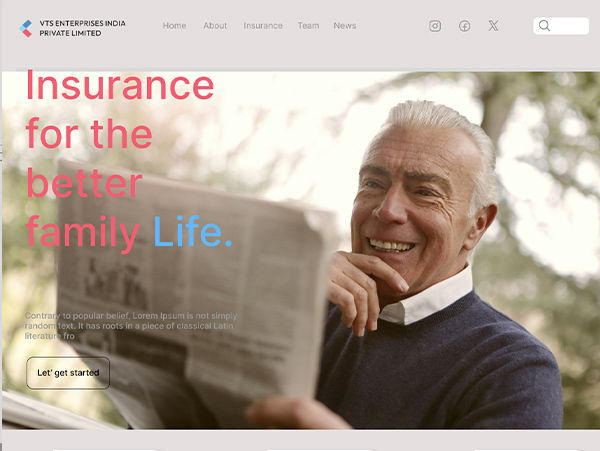 VTS ENTERPRISES INDIA
PRIVATE LIMITED
Home About Insurance Team News
Insurance
for the
better
family Life.
Contrary to popular belief, Lorem Ipsum is not simply
random text. It has roots in a piece of classical Latin
literature fro
Let' get started